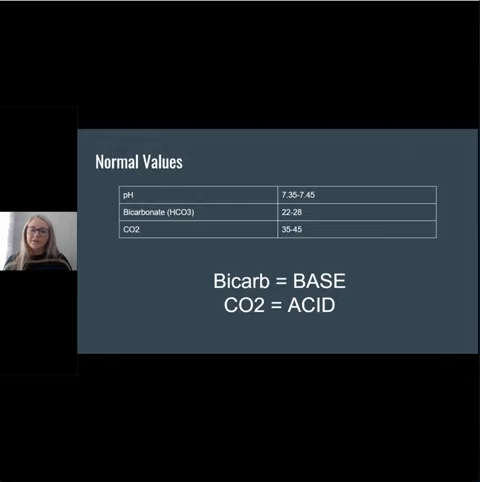 Normal Values
pH 7.35-7.45
Bicarbonate (HCO3) 22-28
CO2 35-45
Bicarb = BASE
CO2 = ACID